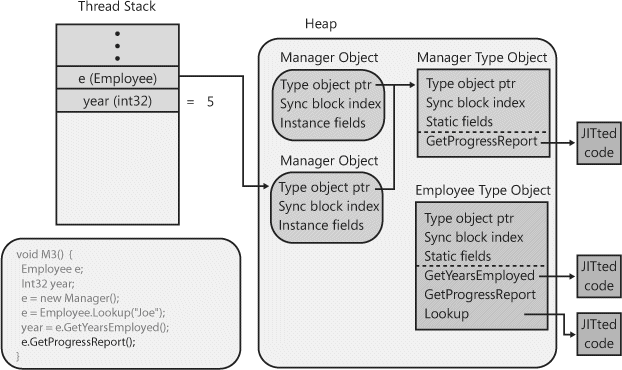 Thread Stack
e (Employee)
year (int32) = 5
void M3() {
Employee e;
Int32 year;
e = new Manager();
e = Employee.Lookup("Joe");
year = e.GetYearsEmployed();
e.GetProgressReport();
}
Heap
Manager Object
Type object ptr
Sync block index
Instance fields
Manager Object
Type object ptr
Sync block index
Instance fields
Manager Type Object
Type object ptr
Sync block index
Static fields
GetProgressReport
JITted
code
Employee Type Object
Type object ptr
Sync block index
Static fields
GetYearsEmployed
GetProgressReport
Lookup
JITted
code
JITted
code